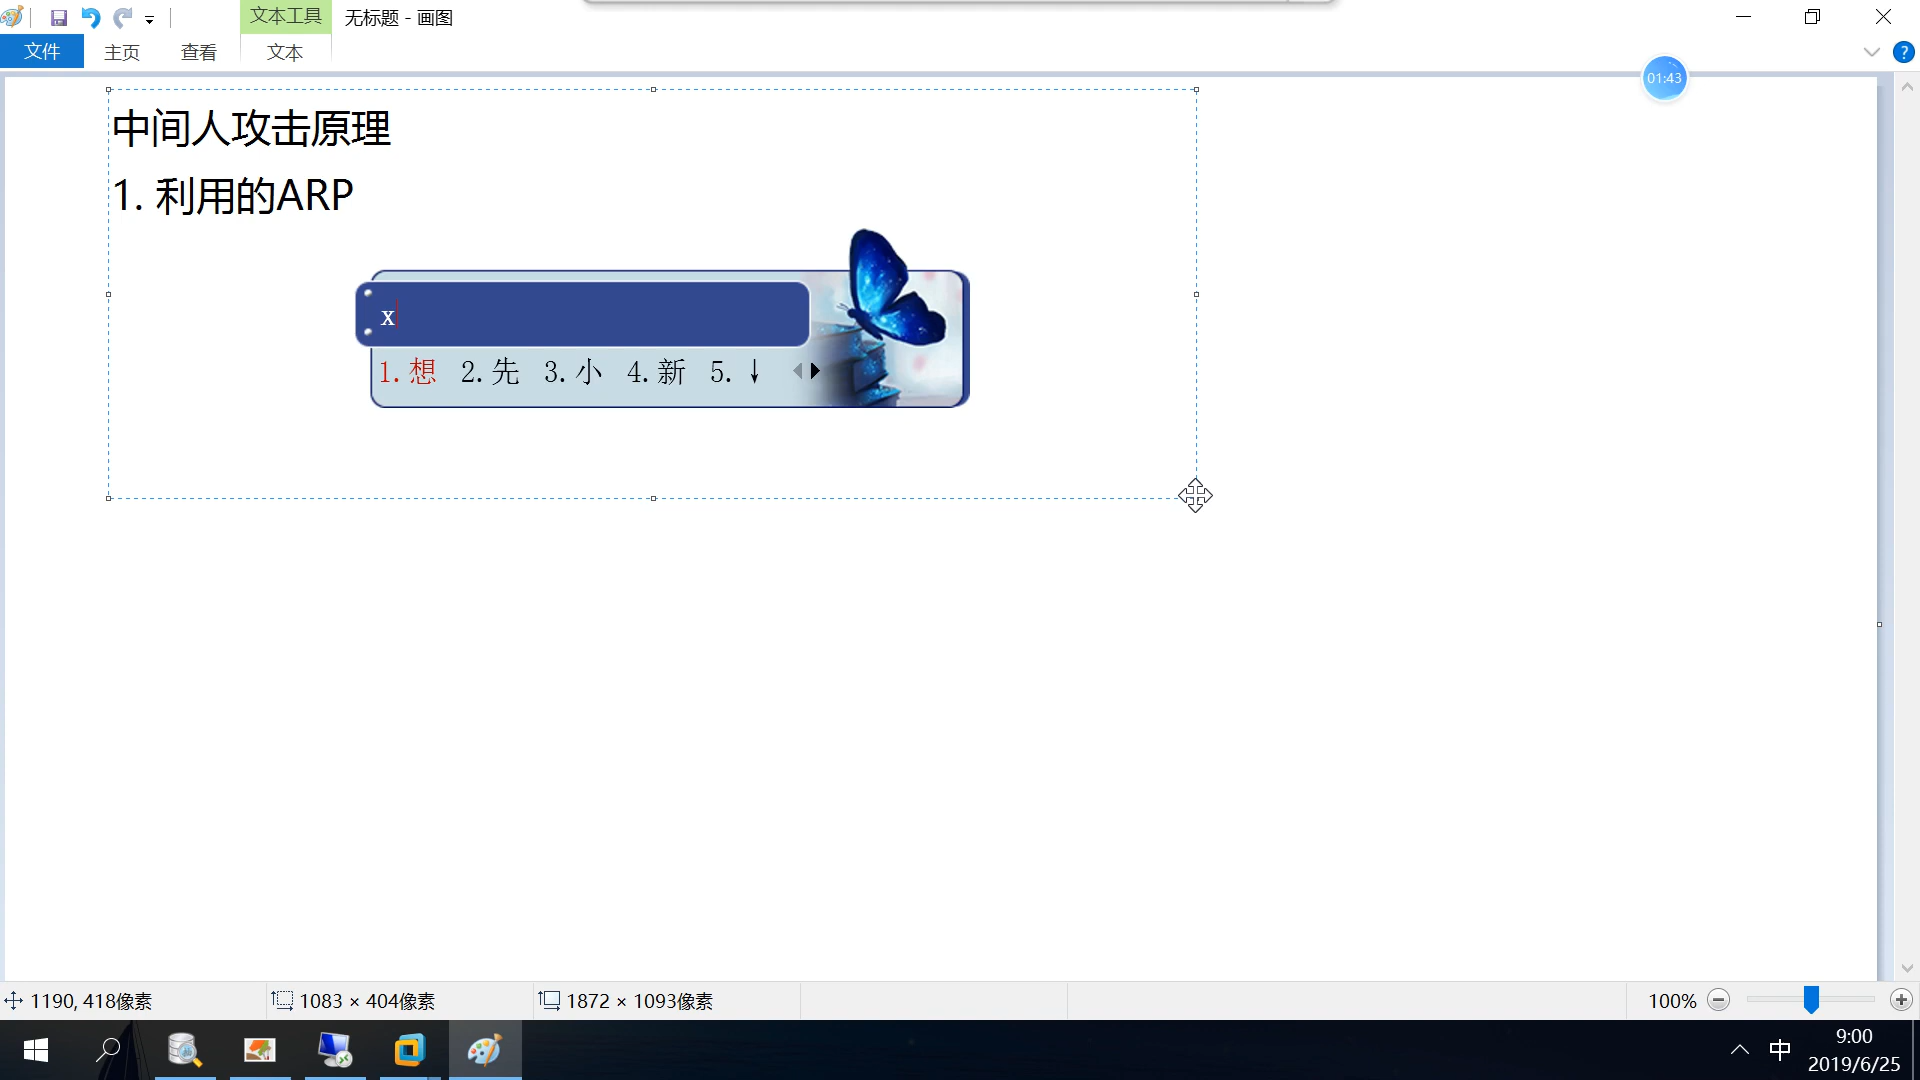 文本工具 无标题 - 画图
文件 主页 查看 文本
01:43
中间人攻击原理
1. 利用的ARP
x
1.想 2.先 3.小 4.新 5.↓
1190, 418像素 1083 × 404像素 1872 × 1093像素 100%
中 9:00
2019/6/25